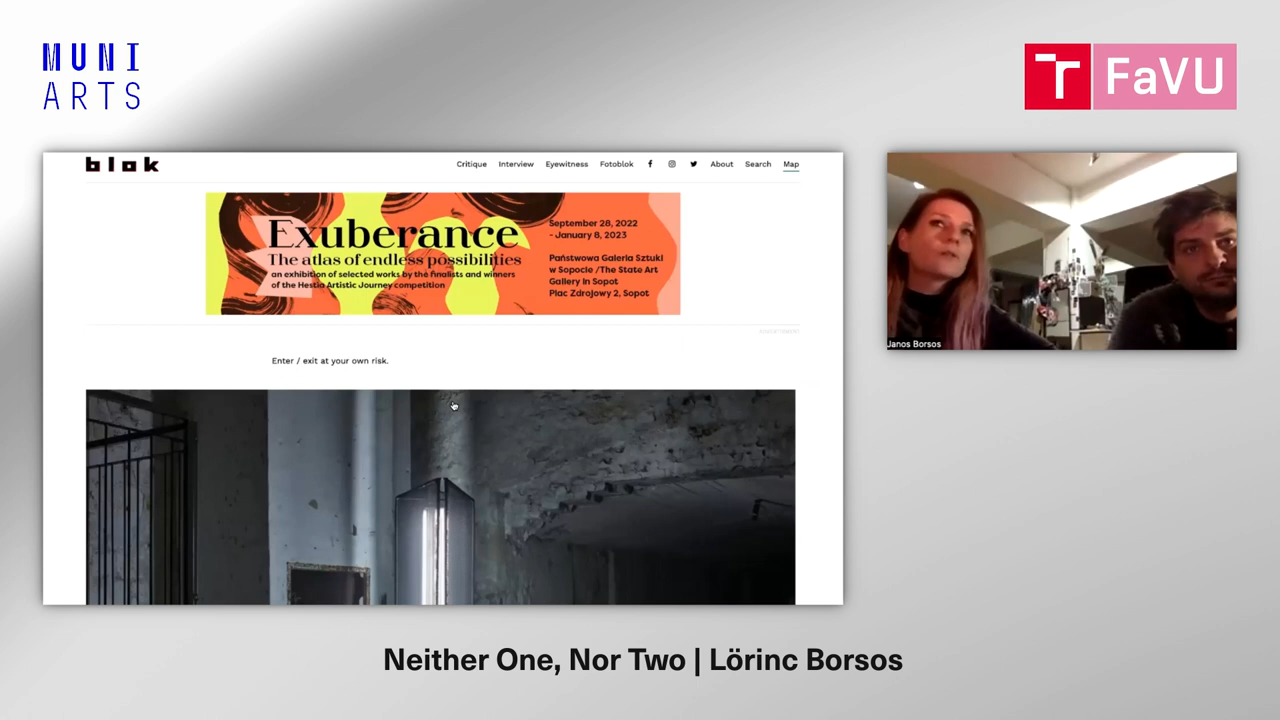 MUNI
ARTS
T FaVU
blok
Critique Interview Eyewitness Fotoblok About Search Map
Exuberance
The atlas of endless possibilities
an exhibition of selected works by the finalists and winners
of the Hestia Artistic Journey competition
September 28, 2022
- January 8, 2023
Państwowa Galeria Sztuki
w Sopocie /The State Art
Gallery in Sopot
Plac Zdrojowy 2, Sopot
ADVERTISEMENT
Enter / exit at your own risk.
Janos Borsos
Neither One, Nor Two | Lörinc Borsos